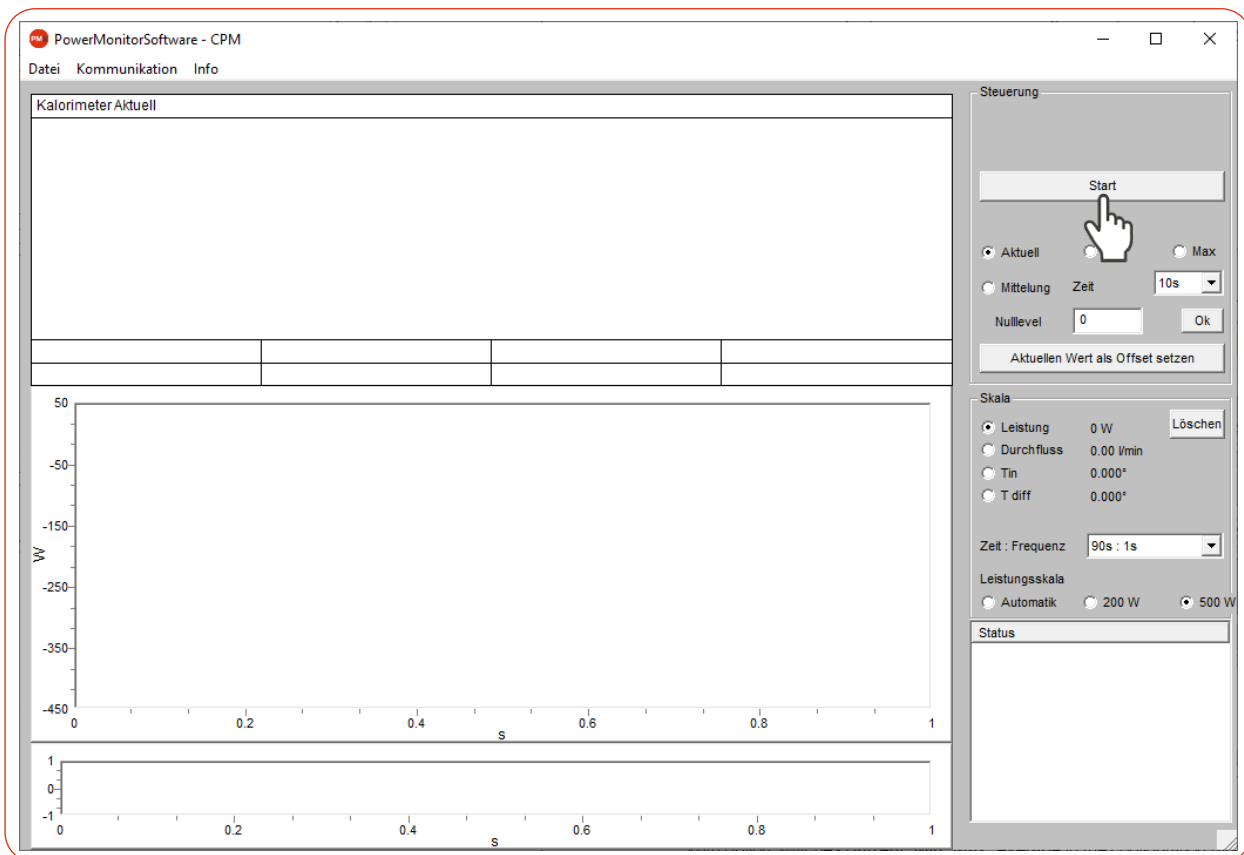 PM PowerMonitorSoftware - CPM
Datei Kommunikation Info
Kalorimeter Aktuell
50
-50
-150
-250
-350
-450
W
0 0.2 0.4 0.6 0.8 1
s
1
0
-1
0 0.2 0.4 0.6 0.8 1
s
Steuerung
Start
Aktuell Max
Mittelung Zeit 10s
Nulllevel 0 Ok
Aktuellen Wert als Offset setzen
Skala
Leistung 0 W Löschen
Durchfluss 0.00 l/min
Tin 0.000°
T diff 0.000°
Zeit : Frequenz 90s : 1s
Leistungsskala
Automatik 200 W 500 W
Status